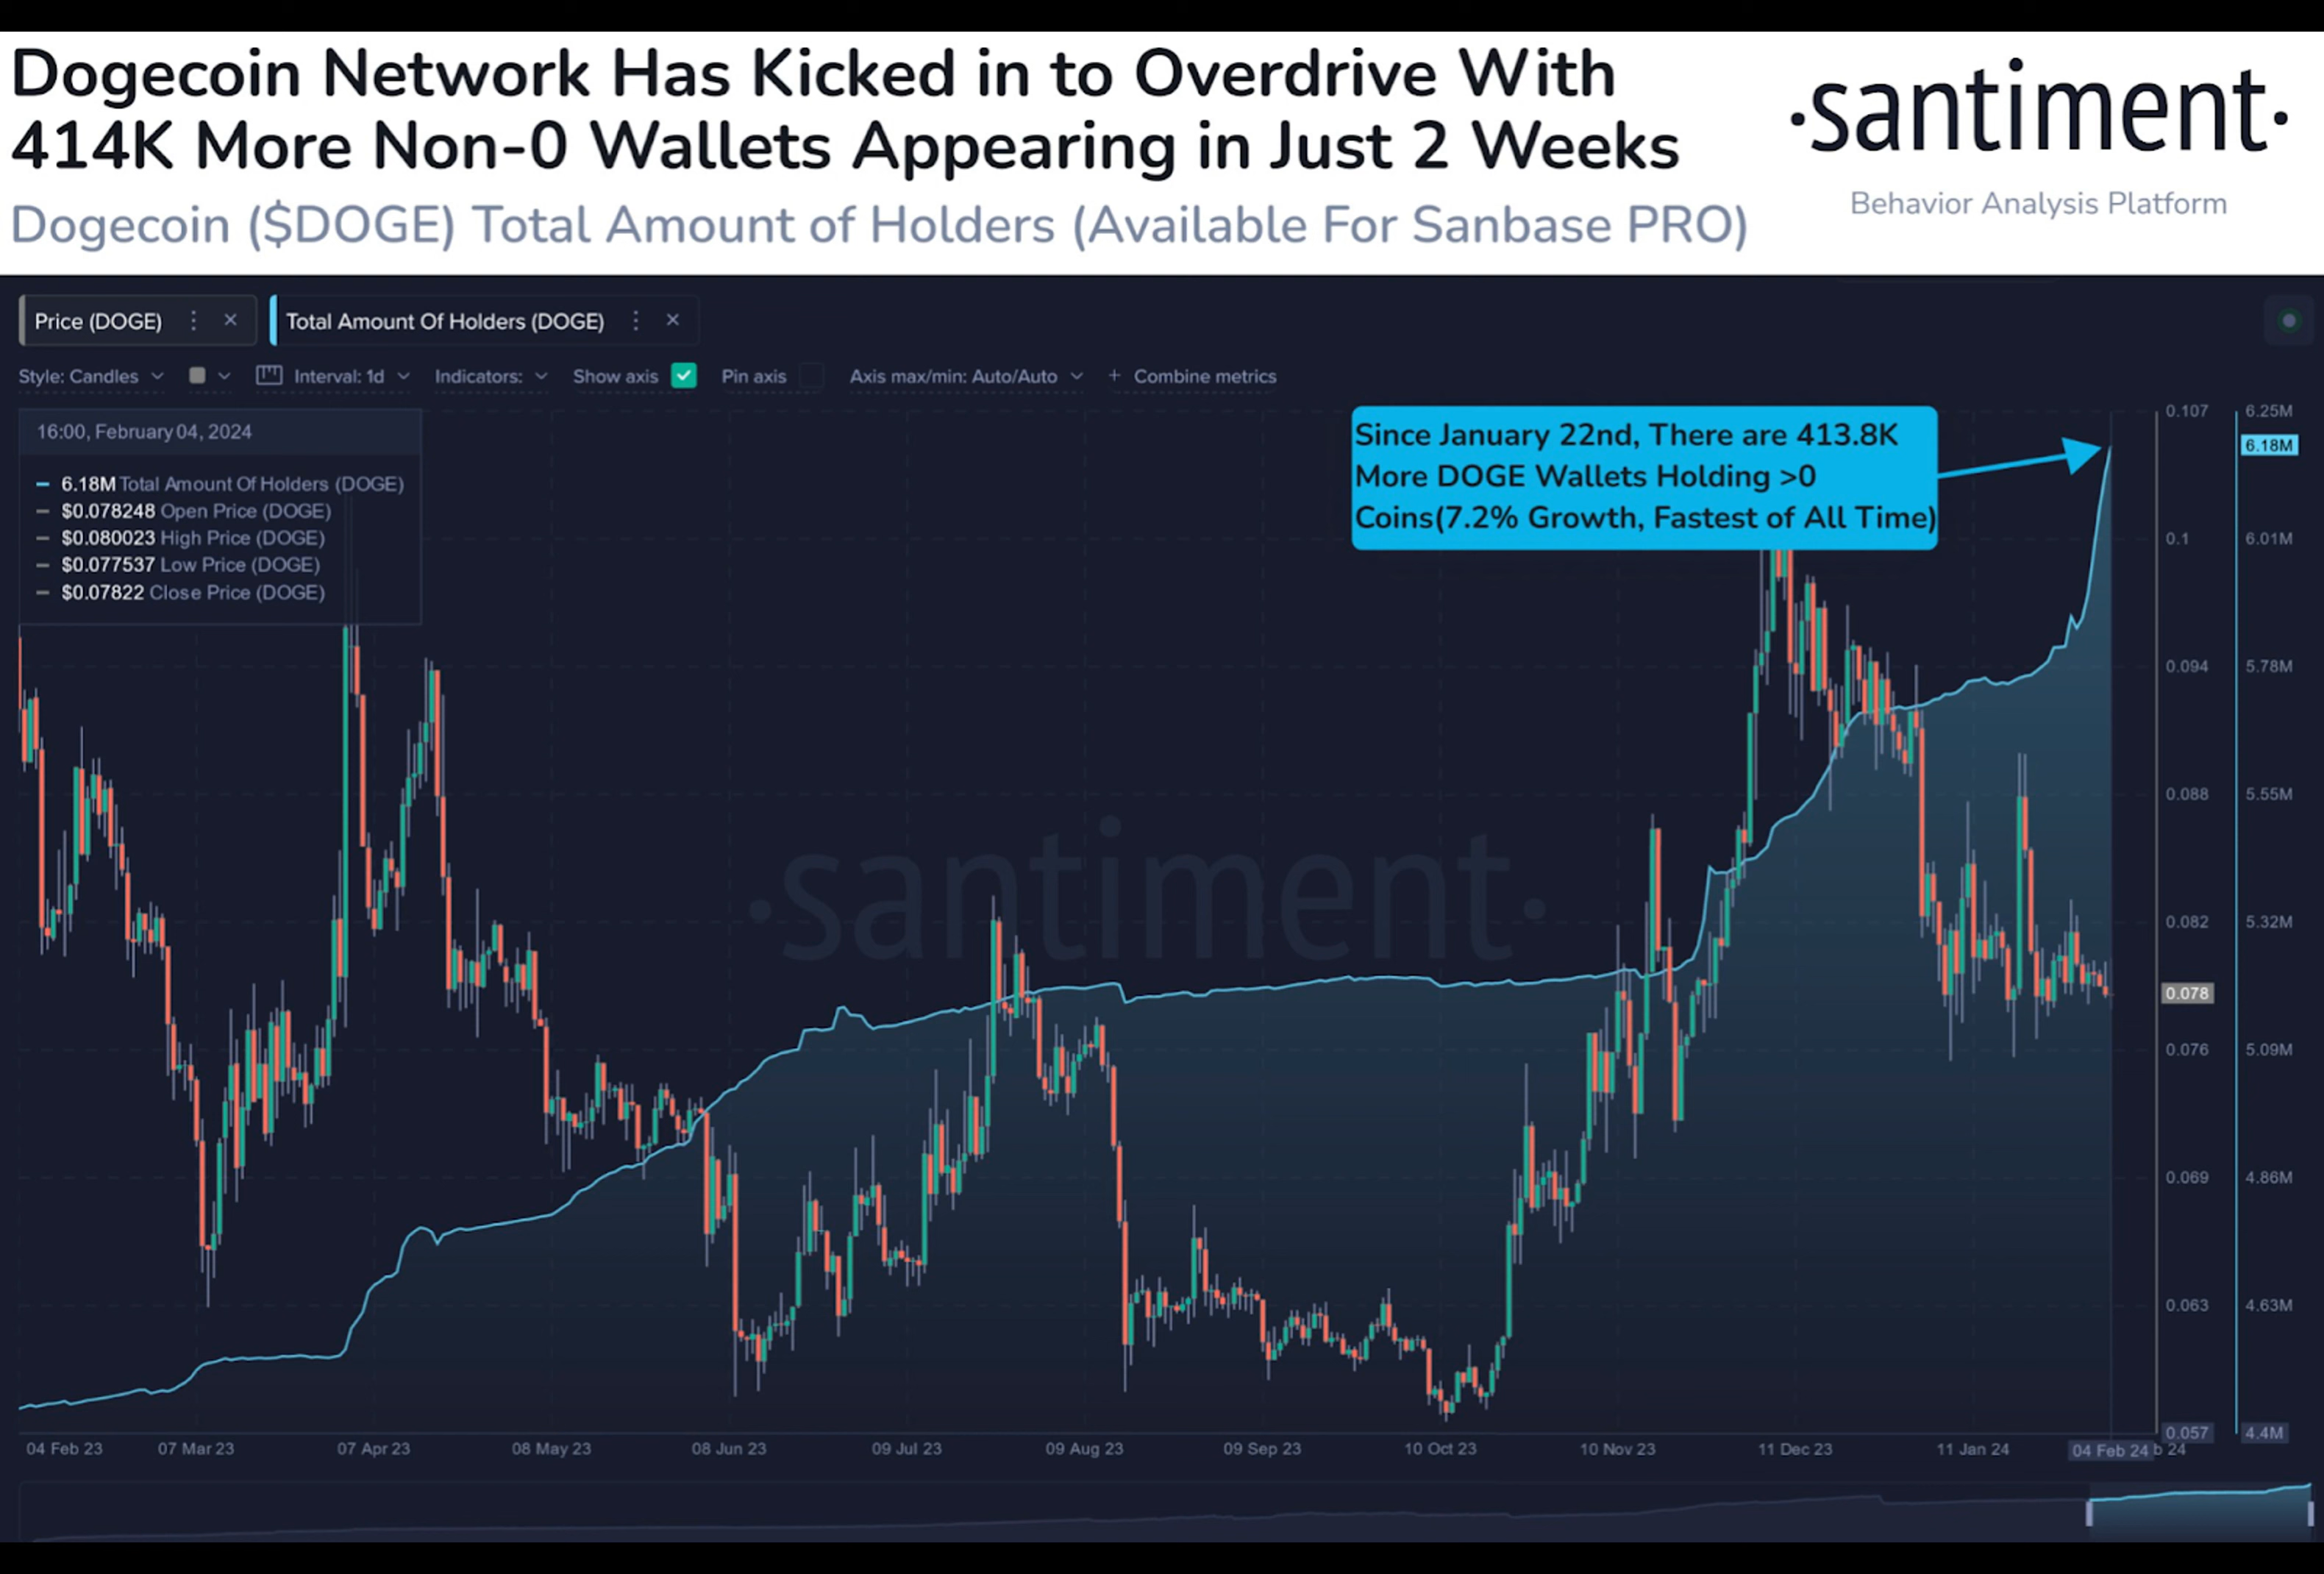 Dogecoin Network Has Kicked in to Overdrive With
414K More Non-0 Wallets Appearing in Just 2 Weeks
Dogecoin ($DOGE) Total Amount of Holders (Available For Sanbase PRO)
·santiment·
Behavior Analysis Platform
Price (DOGE)
Total Amount Of Holders (DOGE)
Style: Candles
Interval: 1d
Indicators:
Show axis
Pin axis
Axis max/min: Auto/Auto
+ Combine metrics
16:00, February 04, 2024
6.18M Total Amount Of Holders (DOGE)
$0.078248 Open Price (DOGE)
$0.080023 High Price (DOGE)
$0.077537 Low Price (DOGE)
$0.07822 Close Price (DOGE)
Since January 22nd, There are 413.8K
More DOGE Wallets Holding >0
Coins(7.2% Growth, Fastest of All Time)
·santiment·
0.107
0.1
0.094
0.088
0.082
0.078
0.076
0.069
0.063
0.057
6.25M
6.18M
6.01M
5.78M
5.55M
5.32M
5.09M
4.86M
4.63M
4.4M
04 Feb 23
07 Mar 23
07 Apr 23
08 May 23
08 Jun 23
09 Jul 23
09 Aug 23
09 Sep 23
10 Oct 23
10 Nov 23
11 Dec 23
11 Jan 24
04 Feb 24
b 24